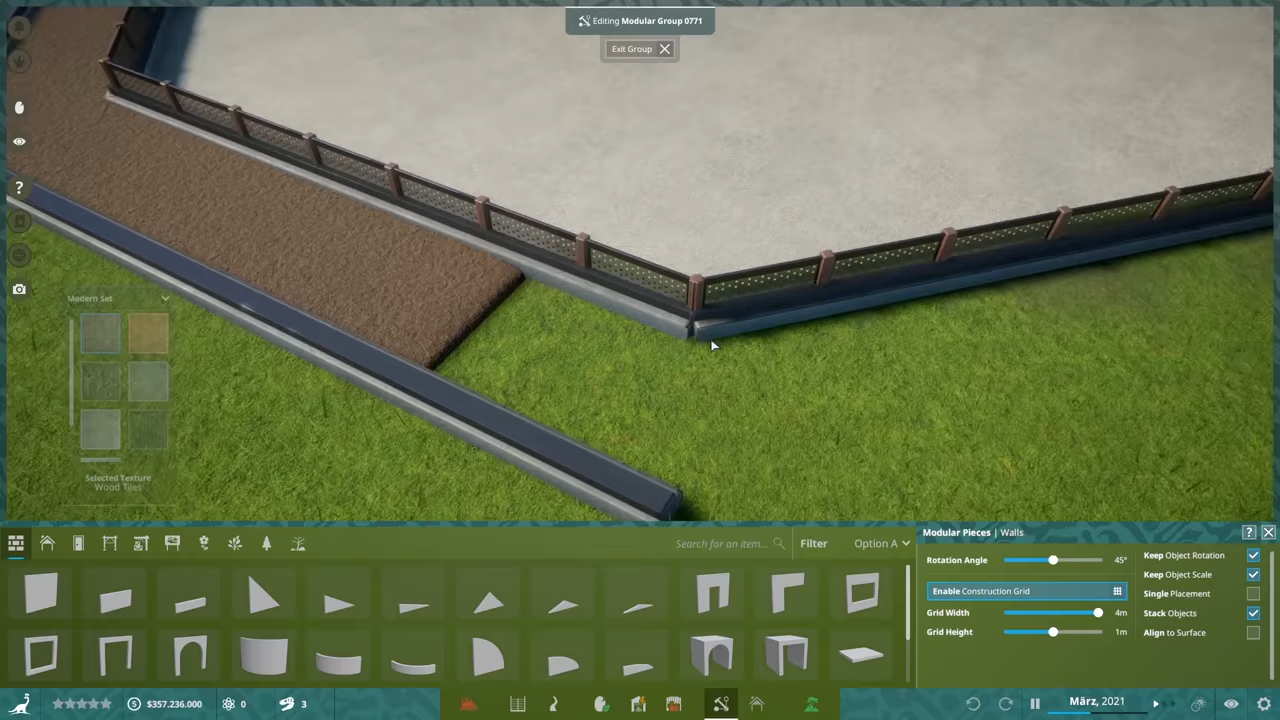 Editing Modular Group 0771
Exit Group
?
Modern Set
Selected Texture
Wood Tiles
Search for an item...
Filter
Option A
Modular Pieces | Walls
?
Rotation Angle
45°
Enable Construction Grid
Grid Width
4m
Grid Height
1m
Keep Object Rotation
Keep Object Scale
Single Placement
Stack Objects
Align to Surface
$357.236.000
0
3
März, 2021